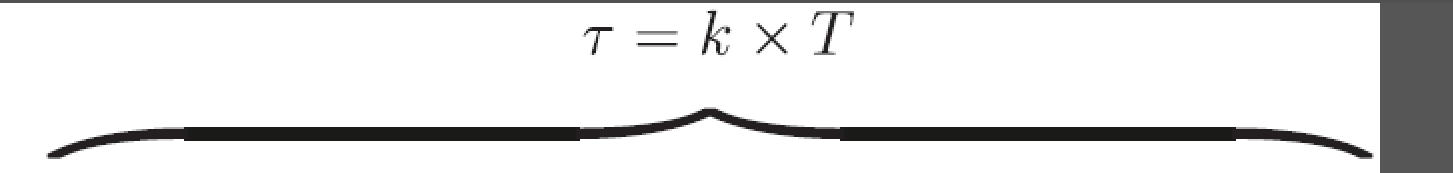 τ = k × T